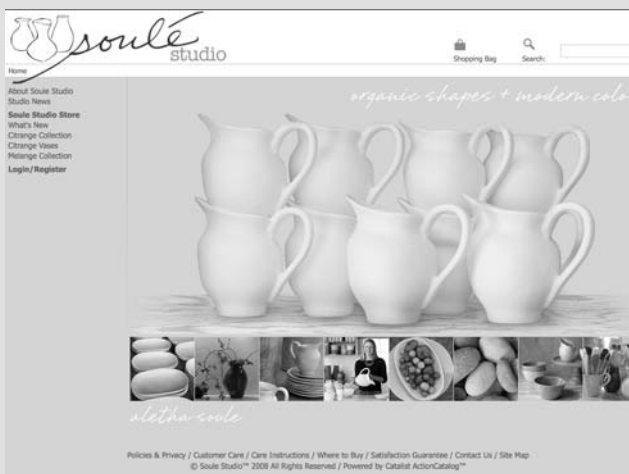 soulé
studio
Shopping Bag
Search:
Home
About Soule Studio
Studio News
Soule Studio Store
What's New
Citrange Collection
Citrange Vases
Melange Collection
Login/Register
organic shapes + modern colo
aletha soule
Policies & Privacy / Customer Care / Care Instructions / Where to Buy / Satisfaction Guarantee / Contact Us / Site Map
© Soule Studio™ 2008 All Rights Reserved / Powered by Catalist ActionCatalog™